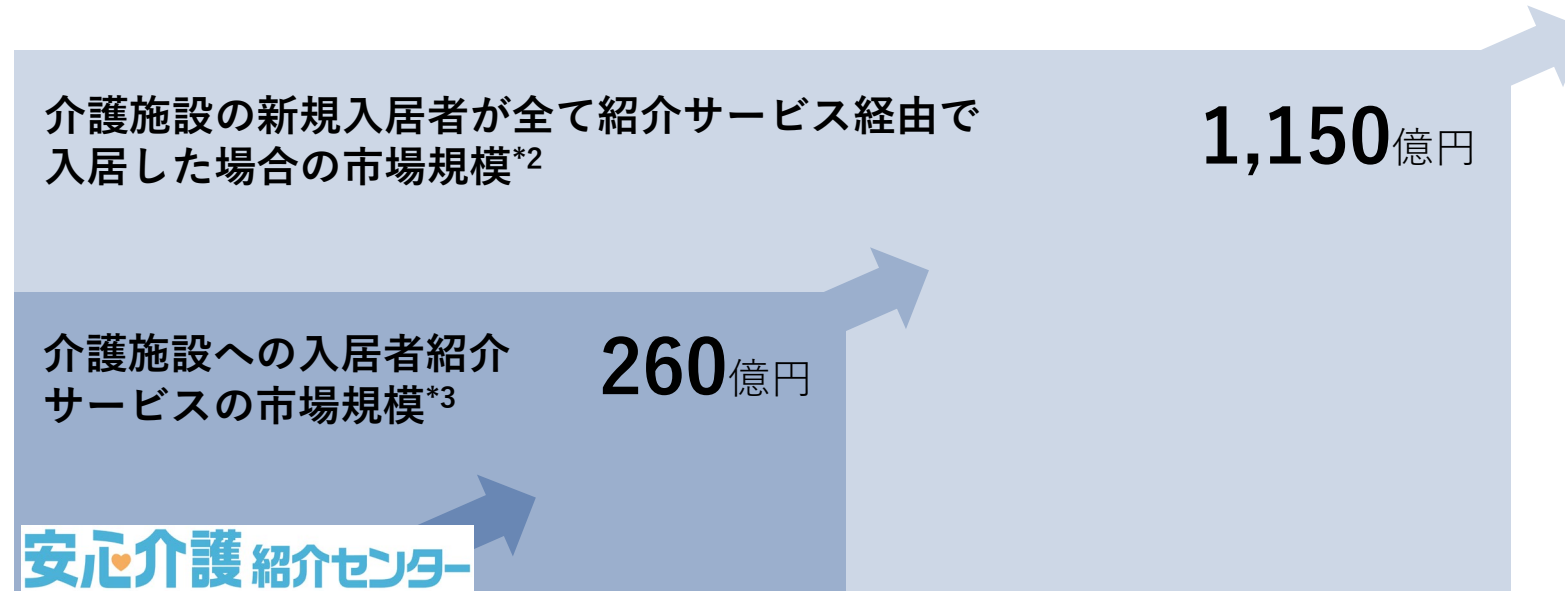 介護施設の新規入居者が全て紹介サービス経由で
入居した場合の市場規模*2
1,150億円
介護施設への入居者紹介
サービスの市場規模*3
260億円
安心介護 紹介センター